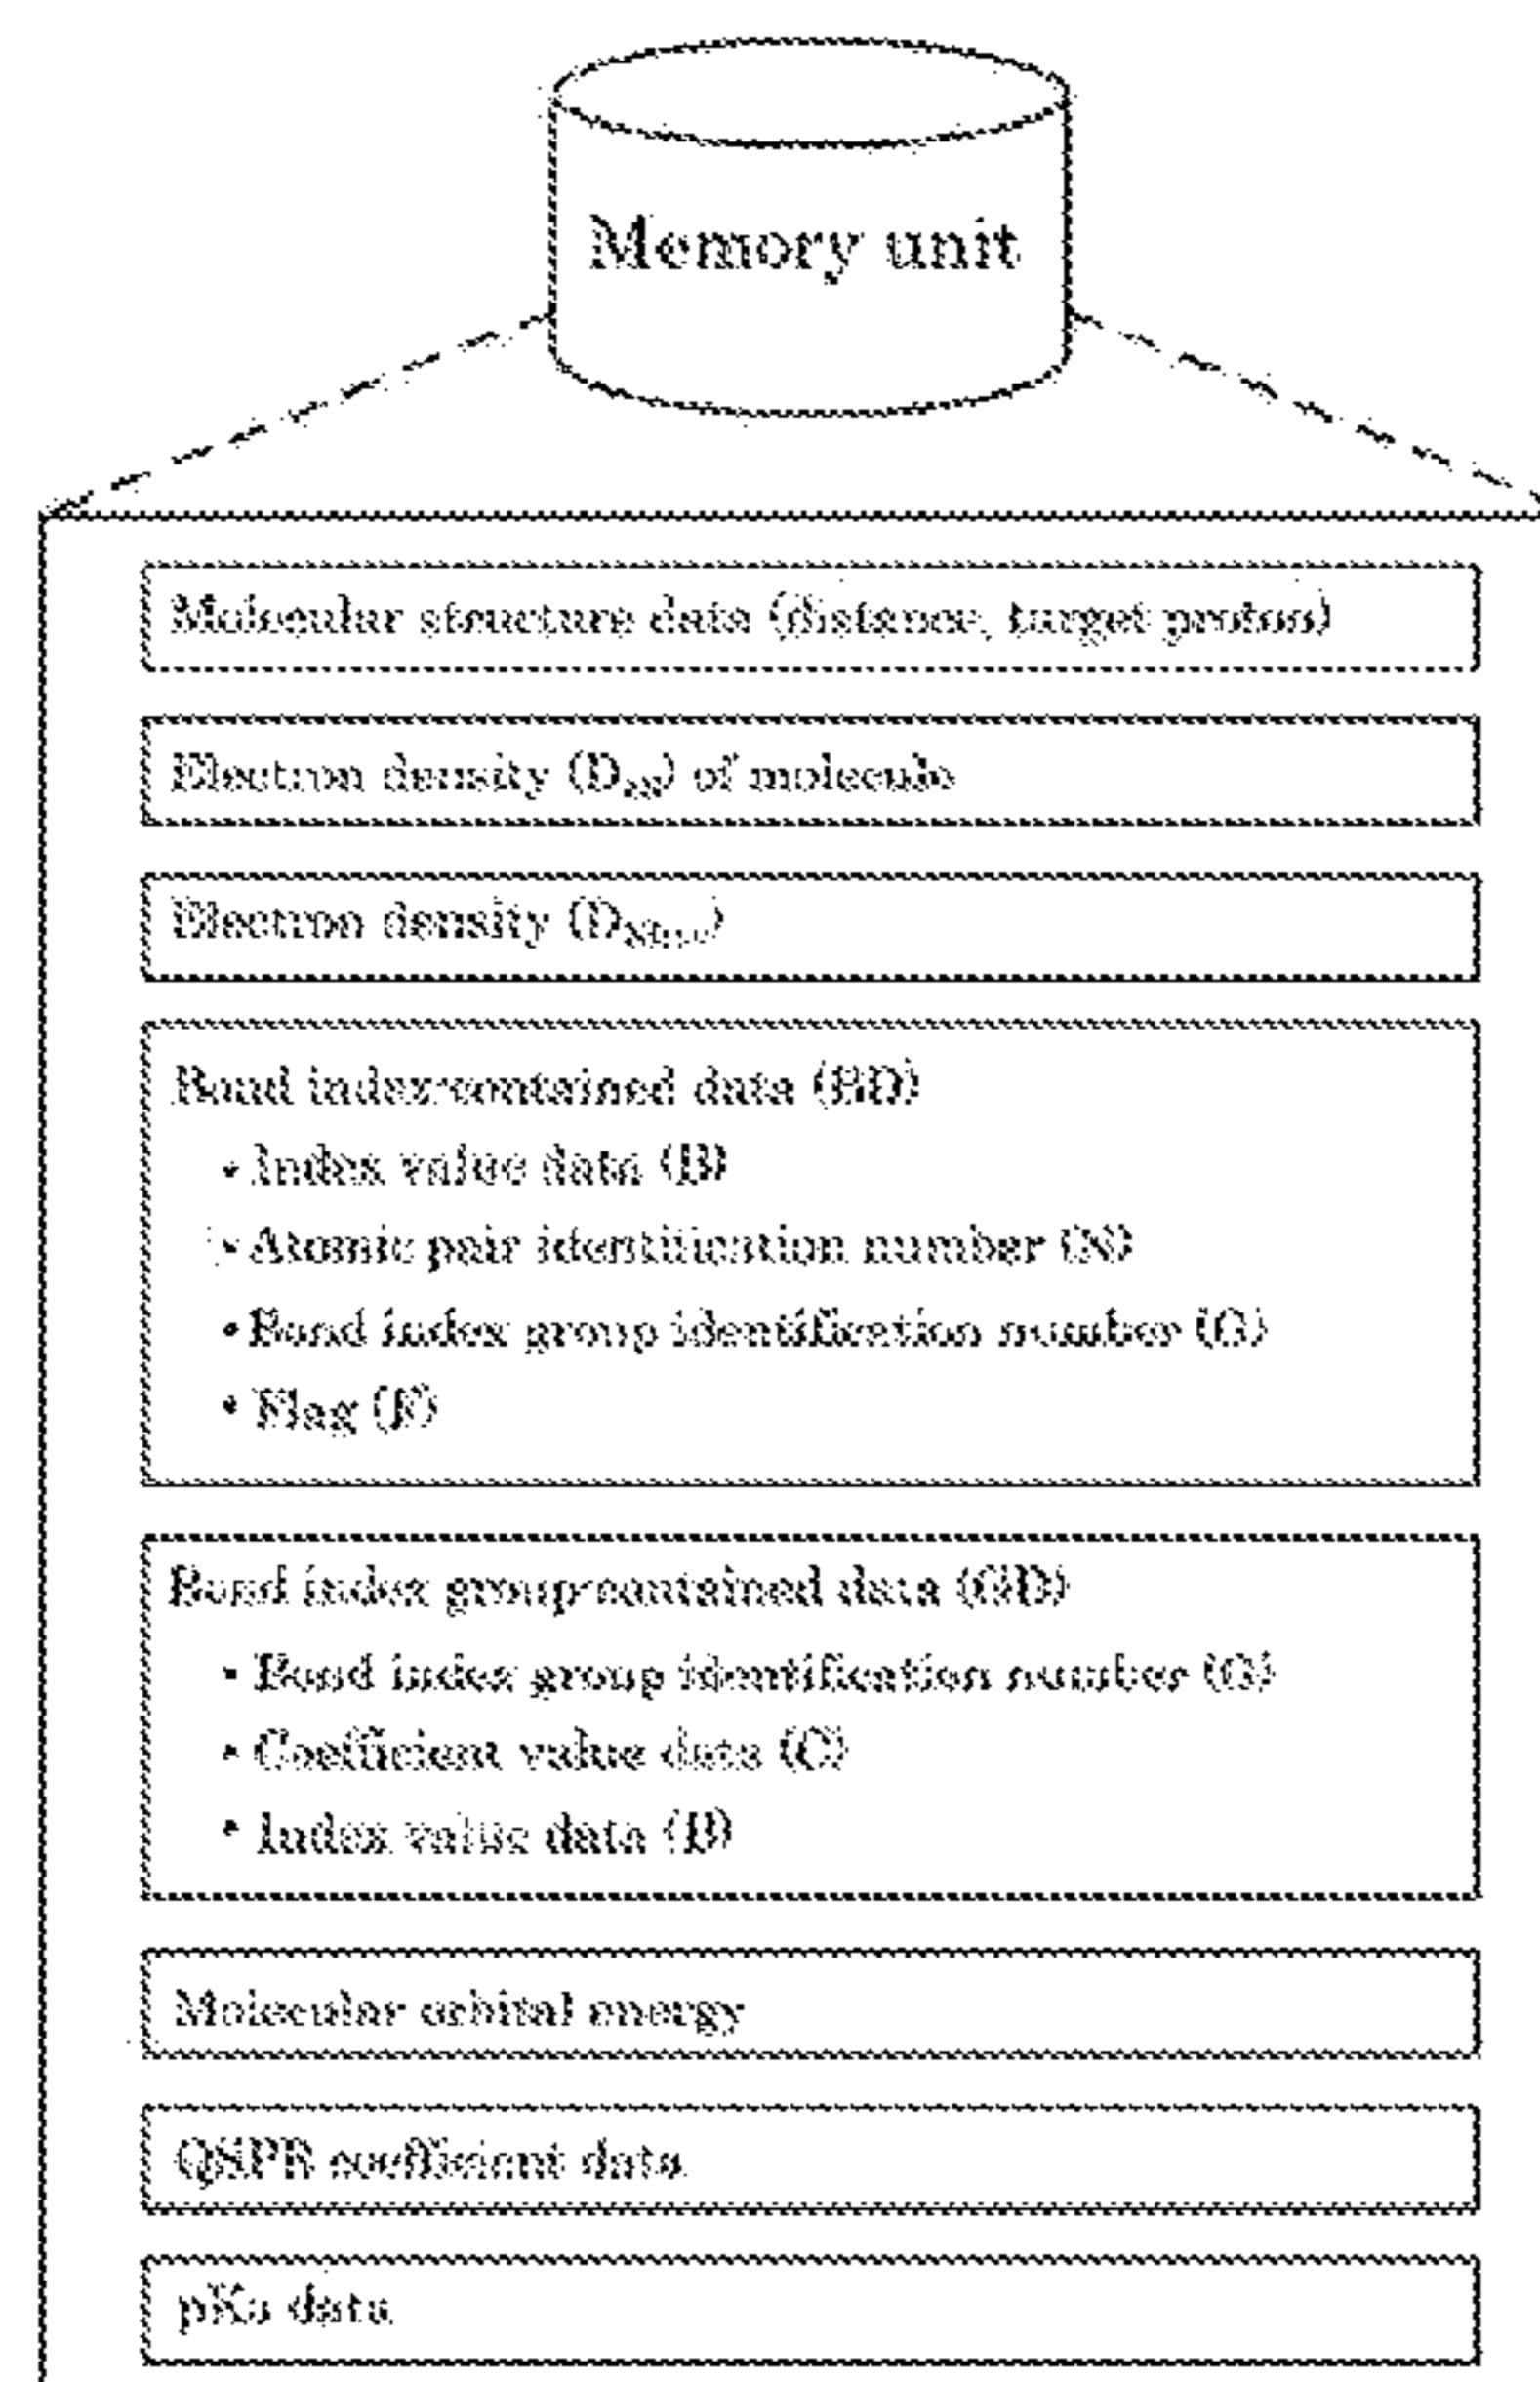 Memory unit
Molecular structure data (distance, target proton)
Electron density of molecule
Electron density
Bond index-contained data (BD)
• Index value data (B)
• Atomic pair identification number (N)
• Bond index group identification number (G)
• Flag (F)
Bond index group-contained data (GD)
• Bond index group identification number (G)
• Coefficient value data (C)
• Index value data (B)
Molecular orbital energy
QSPR coefficient data
pKa data